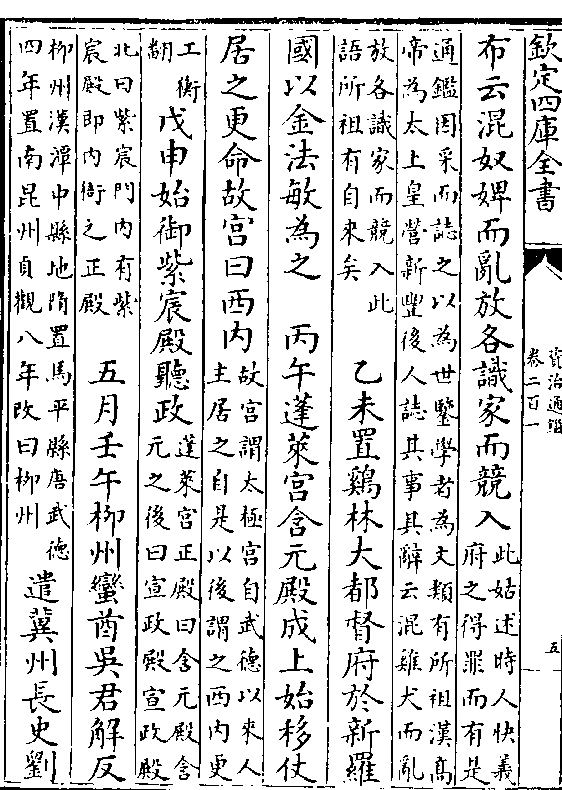 欽定四庫全書
資治通鑑
卷二百一
五
布云混奴婢而亂放各識家而競入
此姑述時人快義
府之得罪而有是
通鑑因采而誌之以為世鑒學者為文類有所祖漢高
帝為太上皇營新豐後人誌其事其辭云混雞犬而亂
放各識家而競入此
語所祖有自來矣
乙未置鷄林大都督府於新羅
國以金法敏為之　丙午蓬萊宮含元殿成上始移仗
居之更命故宮曰西内
故宮謂太極宮自武德以來人
主居之自是以後謂之西内更
工衡
翻
戊申始御紫宸殿聽政
蓬萊宮正殿曰含元殿含
元之後曰宣政殿宣政殿
北曰紫宸門内有紫
宸殿即内衙之正殿
五月壬午柳州蠻酋吳君解反
柳州漢潭中縣地隋置馬平縣唐武德
四年置南昆州貞觀八年改曰柳州
遣冀州長史劉